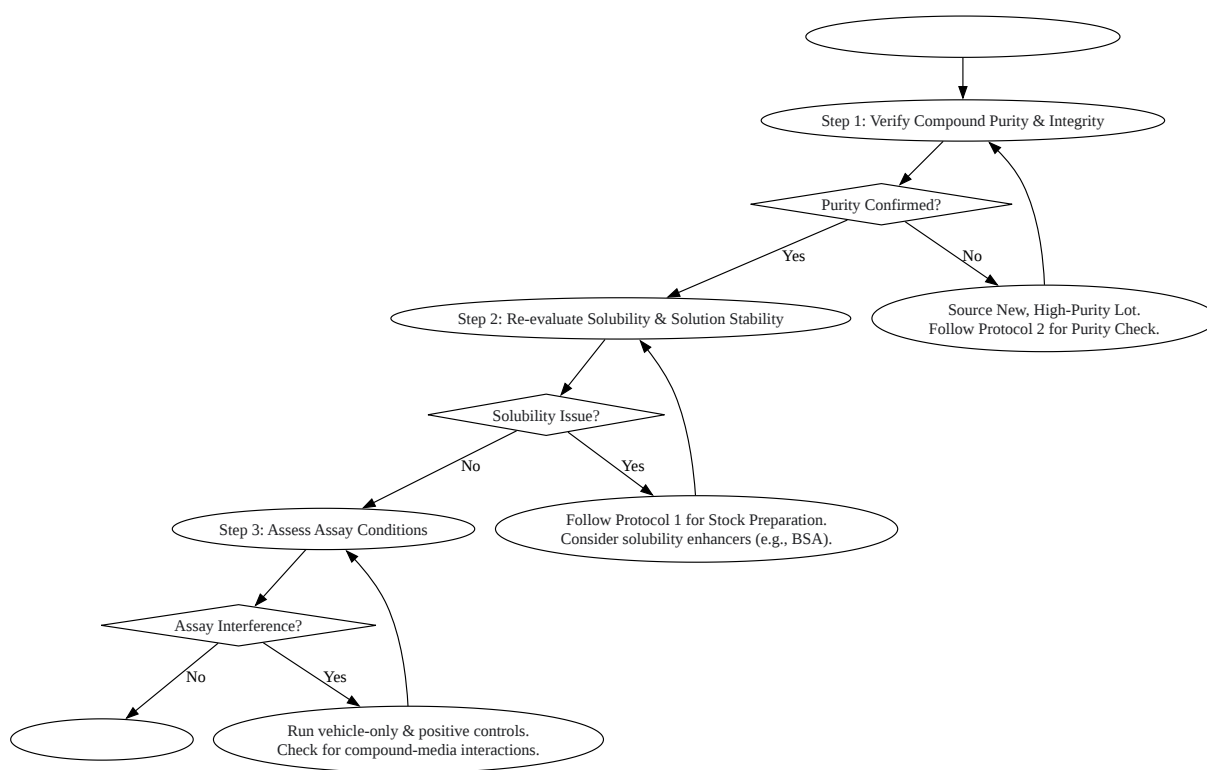 Step 1: Verify Compound Purity & Integrity
Purity Confirmed?
Yes
No
Source New, High-Purity Lot.
Follow Protocol 2 for Purity Check.
Step 2: Re-evaluate Solubility & Solution Stability
Solubility Issue?
No
Yes
Follow Protocol 1 for Stock Preparation.
Consider solubility enhancers (e.g., BSA).
Step 3: Assess Assay Conditions
Assay Interference?
No
Yes
Run vehicle-only & positive controls.
Check for compound-media interactions.